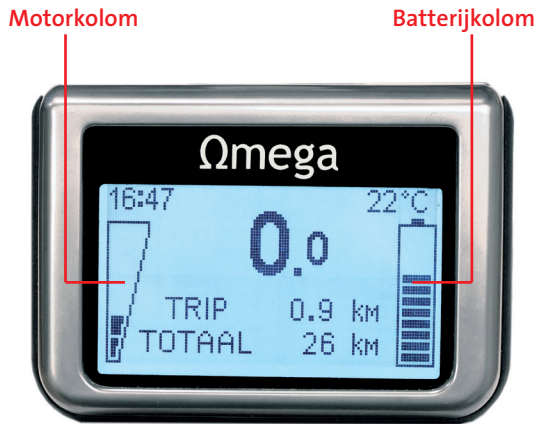 Motorkolom Batterijkolom
Ωmega
16:47 22°C
0.0
TRIP 0.9 km
TOTAAL 26 km